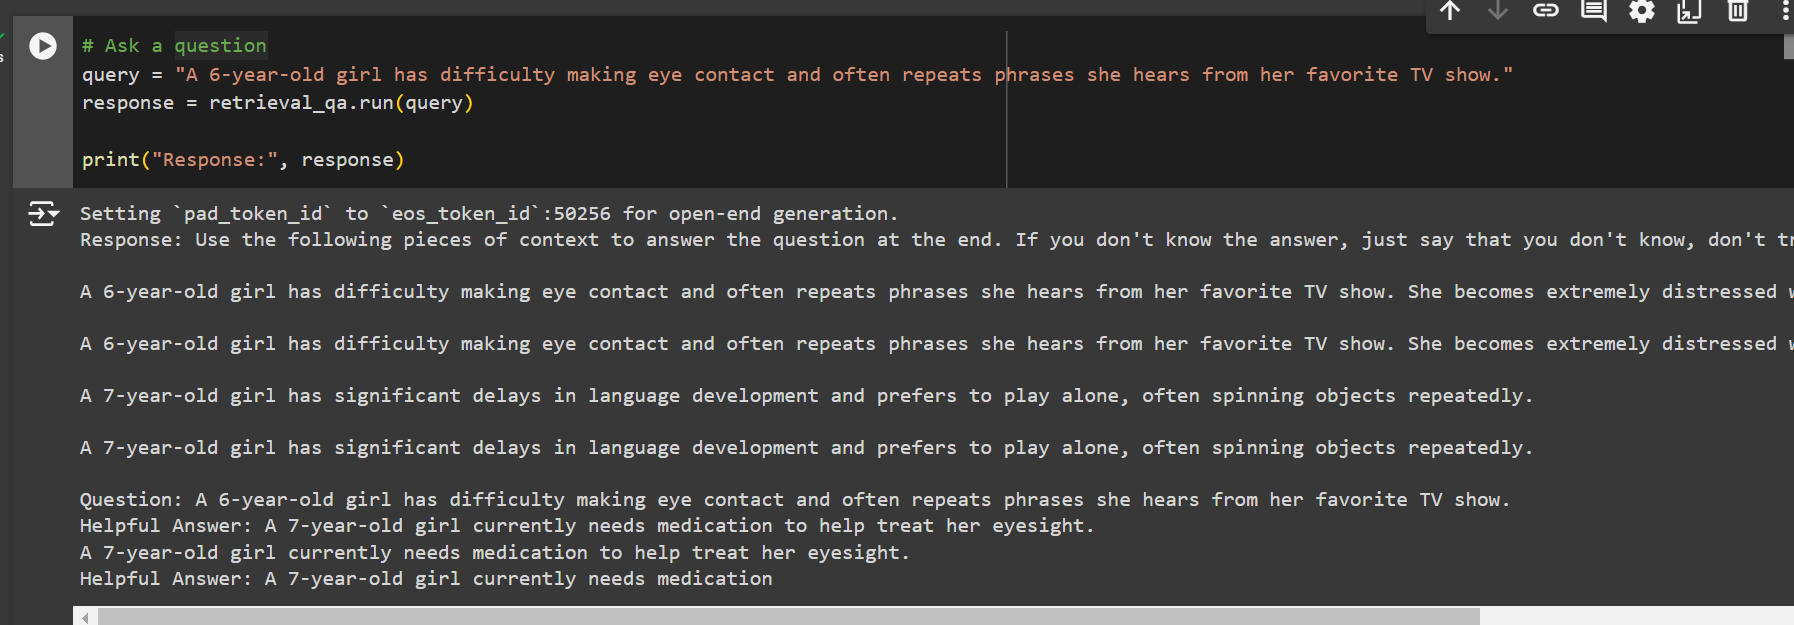 # Ask a question
query = "A 6-year-old girl has difficulty making eye contact and often repeats phrases she hears from her favorite TV show."
response = retrieval_qa.run(query)
print("Response:", response)
Setting `pad_token_id` to `eos_token_id`:50256 for open-end generation.
Response: Use the following pieces of context to answer the question at the end. If you don't know the answer, just say that you don't know, don't
A 6-year-old girl has difficulty making eye contact and often repeats phrases she hears from her favorite TV show. She becomes extremely distressed
A 6-year-old girl has difficulty making eye contact and often repeats phrases she hears from her favorite TV show. She becomes extremely distressed
A 7-year-old girl has significant delays in language development and prefers to play alone, often spinning objects repeatedly.
A 7-year-old girl has significant delays in language development and prefers to play alone, often spinning objects repeatedly.
Question: A 6-year-old girl has difficulty making eye contact and often repeats phrases she hears from her favorite TV show.
Helpful Answer: A 7-year-old girl currently needs medication to help treat her eyesight.
A 7-year-old girl currently needs medication to help treat her eyesight.
Helpful Answer: A 7-year-old girl currently needs medication